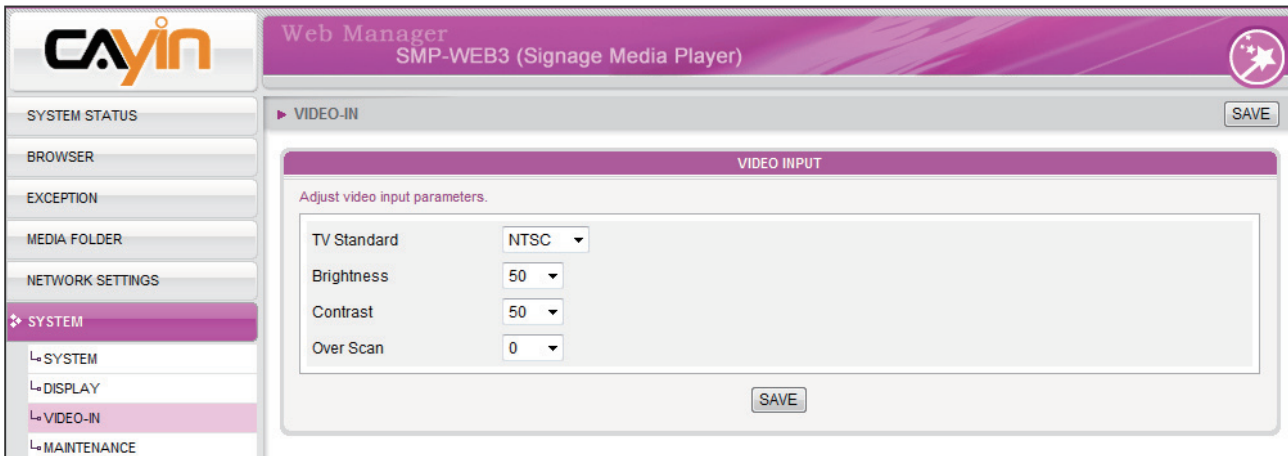 CAYIN
Web Manager
SMP-WEB3 (Signage Media Player)
SYSTEM STATUS
BROWSER
EXCEPTION
MEDIA FOLDER
NETWORK SETTINGS
SYSTEM
SYSTEM
DISPLAY
VIDEO-IN
MAINTENANCE
VIDEO-IN
SAVE
VIDEO INPUT
Adjust video input parameters.
TV Standard NTSC
Brightness 50
Contrast 50
Over Scan 0
SAVE